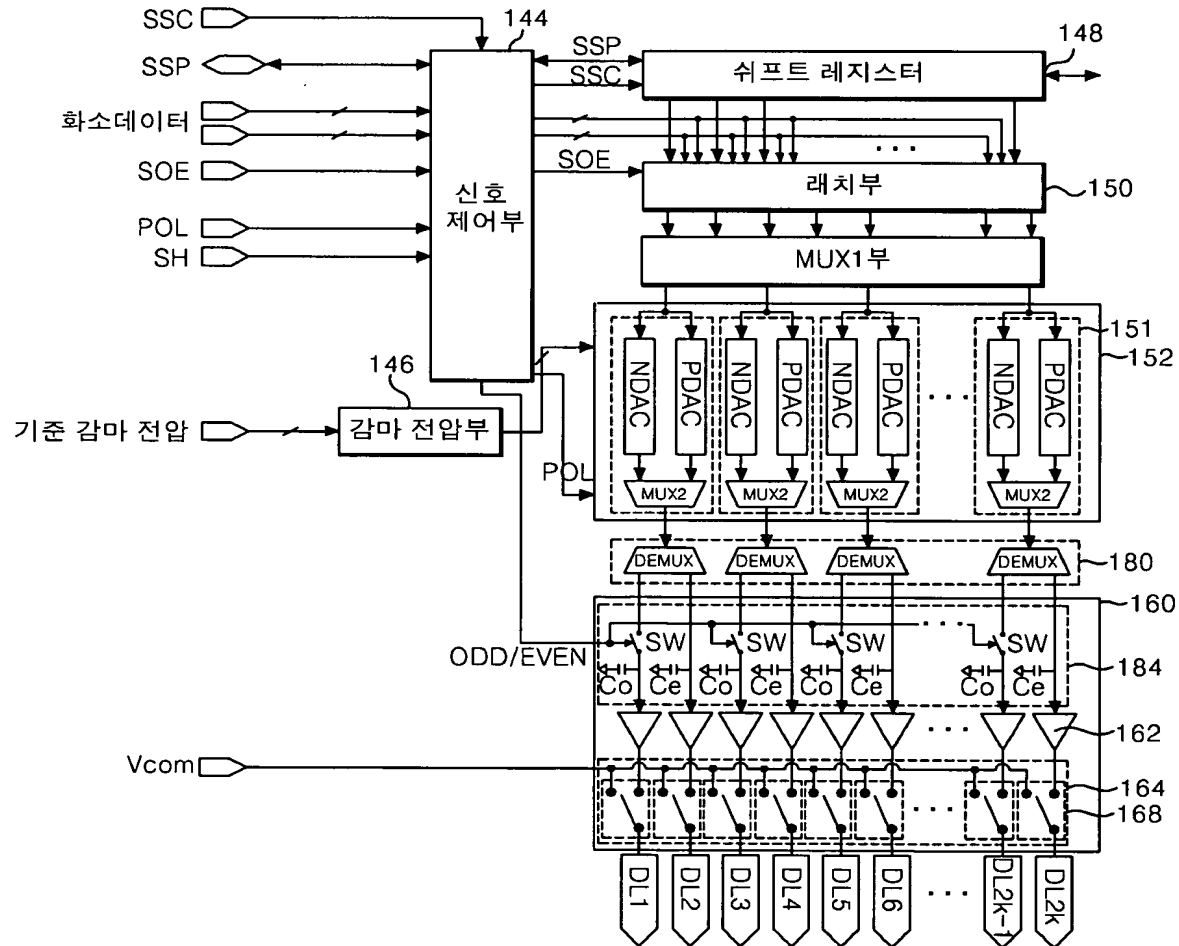 SSC
144
SSP
SSP
148
쉬프트 레지스터
SSC
화소데이터
SOE
SOE
래치부
150
신호
제어부
POL
SH
MUX1부
151
152
NDAC
PDAC
NDAC
PDAC
NDAC
PDAC
NDAC
PDAC
146
기준 감마 전압
감마 전압부
POL
MUX2
MUX2
MUX2
MUX2
DEMUX
DEMUX
DEMUX
DEMUX
180
160
ODD/EVEN
SW
SW
SW
SW
184
Co
Ce
Co
Ce
Co
Ce
Co
Ce
162
Vcom
164
168
DL1
DL2
DL3
DL4
DL5
DL6
DL2k-1
DL2k